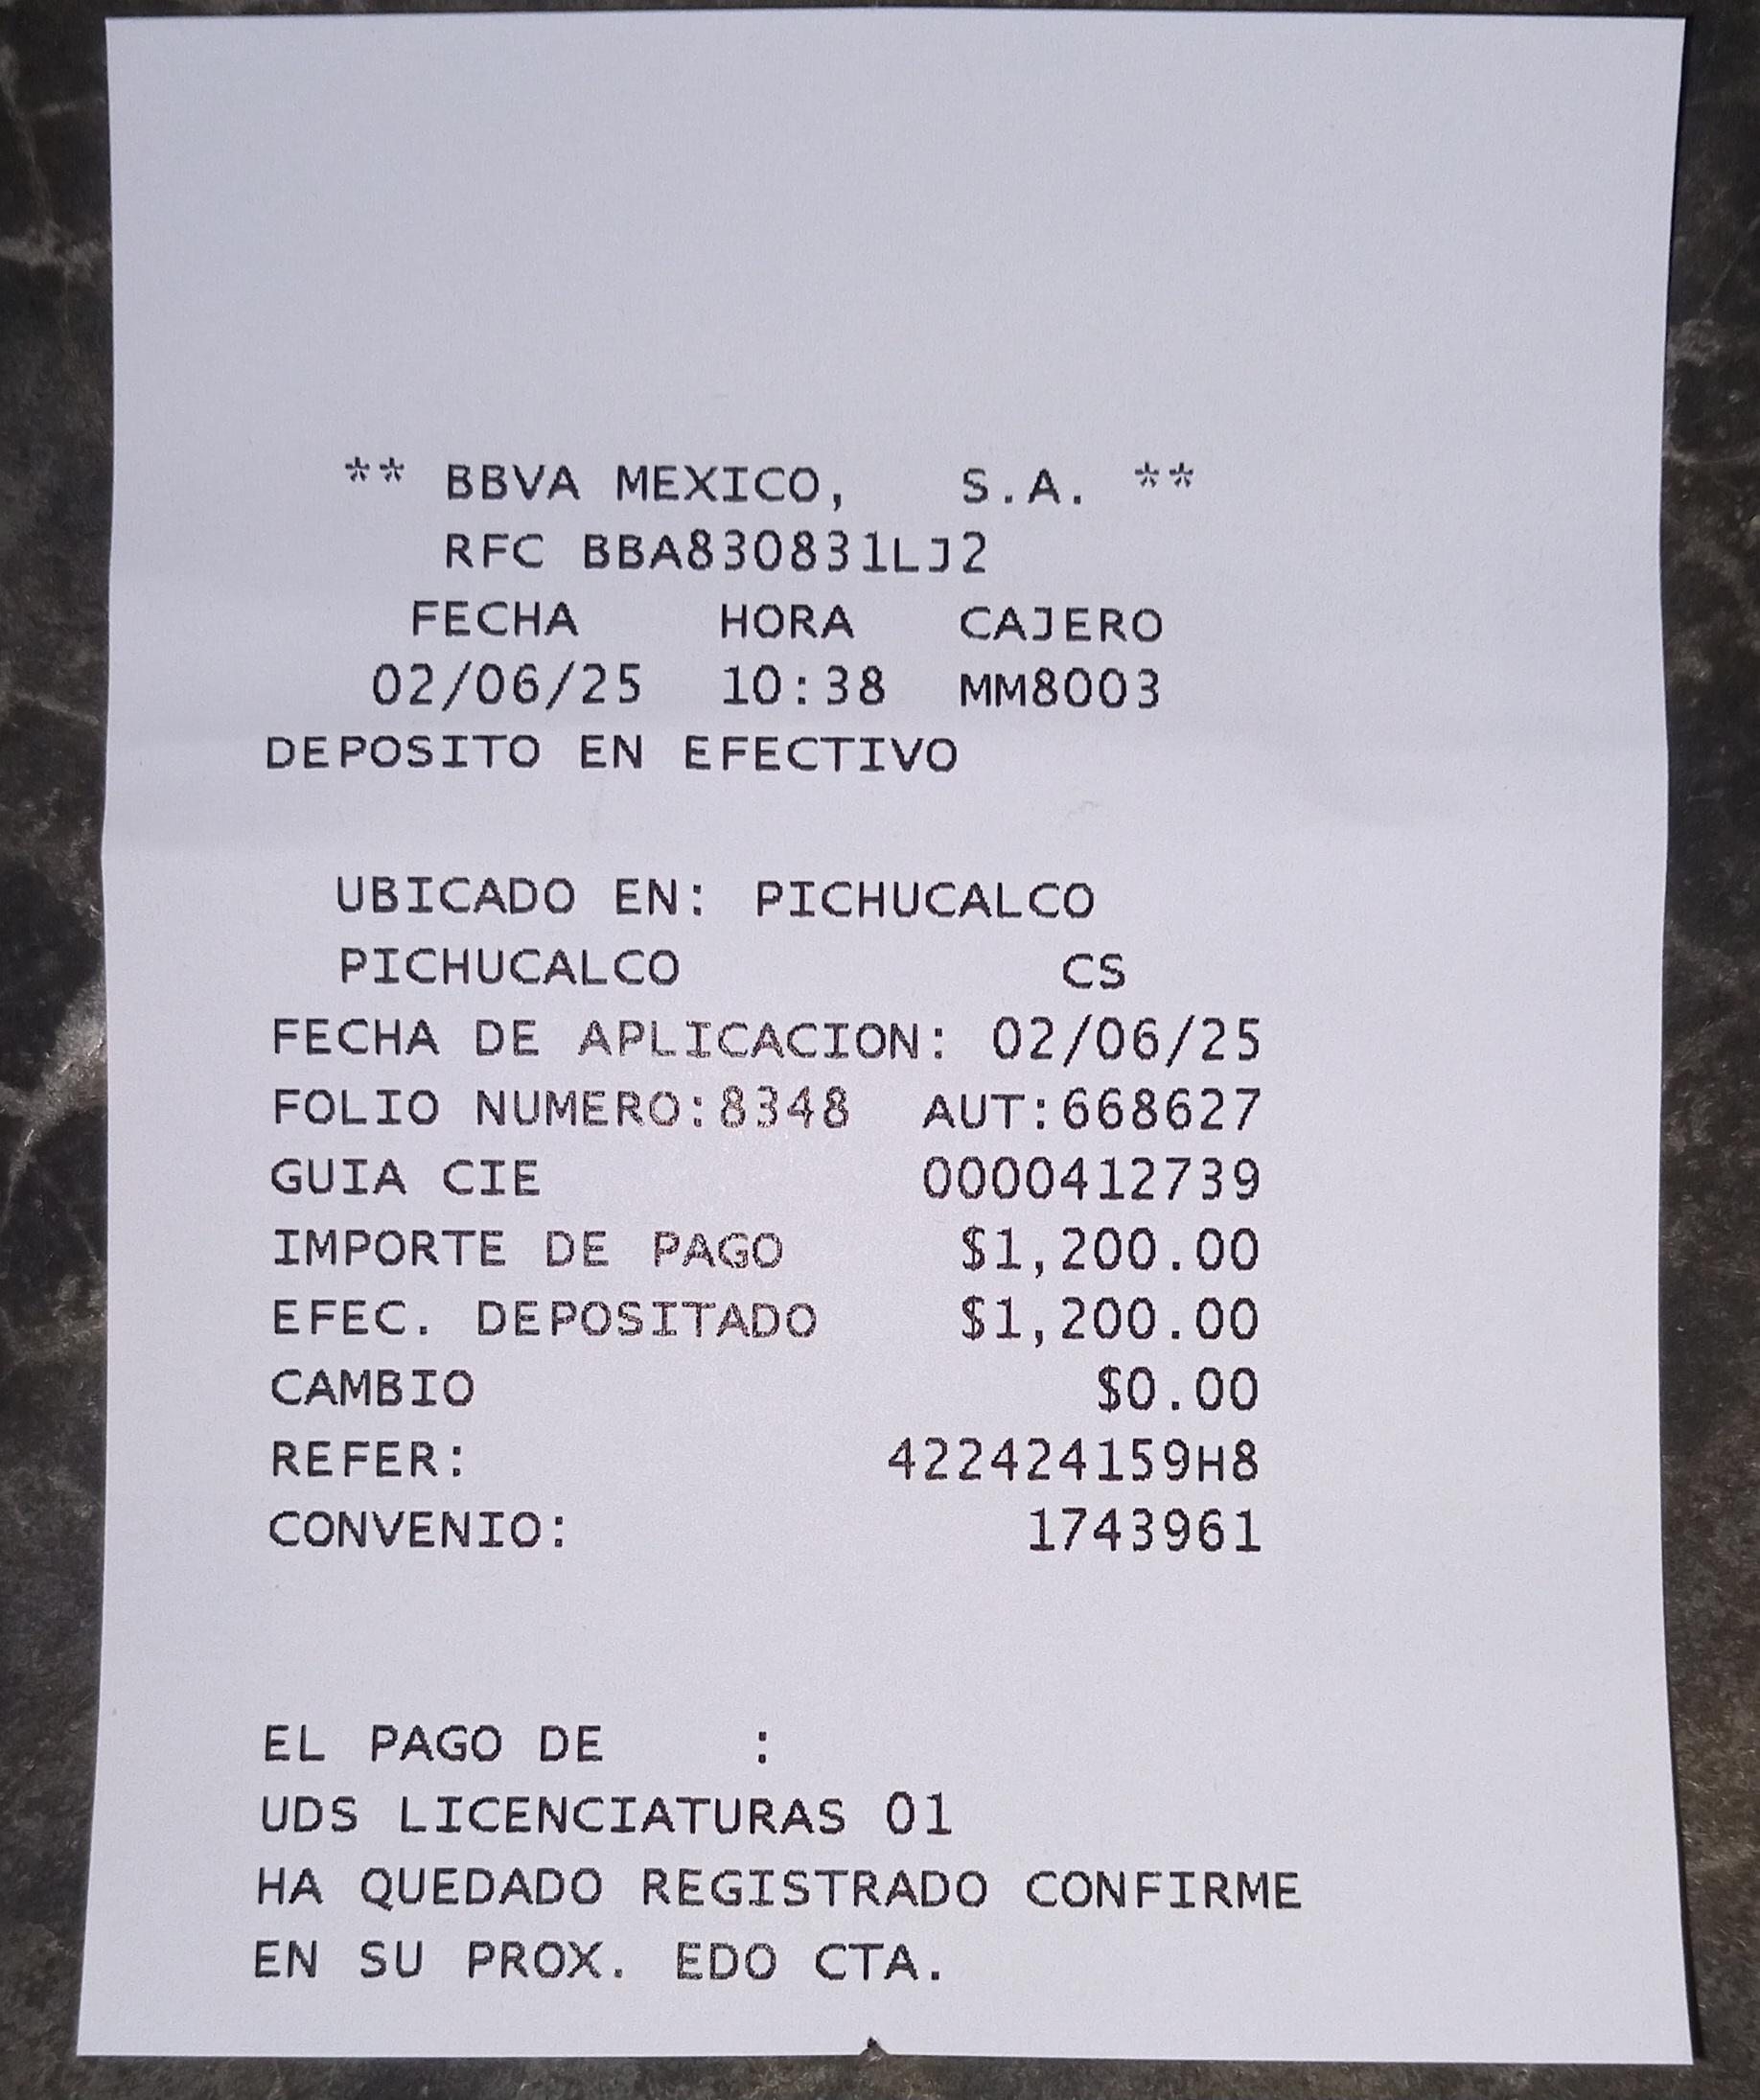 ** BBVA MEXICO, S.A. **
RFC BBA830831LJ2
FECHA HORA CAJERO
02/06/25 10:38 MM8003
DEPOSITO EN EFECTIVO
UBICADO EN: PICHUCALCO
PICHUCALCO CS
FECHA DE APLICACION: 02/06/25
FOLIO NUMERO:8348 AUT:668627
GUIA CIE 0000412739
IMPORTE DE PAGO $1,200.00
EFEC. DEPOSITADO $1,200.00
CAMBIO $0.00
REFER: 422424159H8
CONVENIO: 1743961
EL PAGO DE :
UDS LICENCIATURAS 01
HA QUEDADO REGISTRADO CONFIRME
EN SU PROX. EDO CTA.